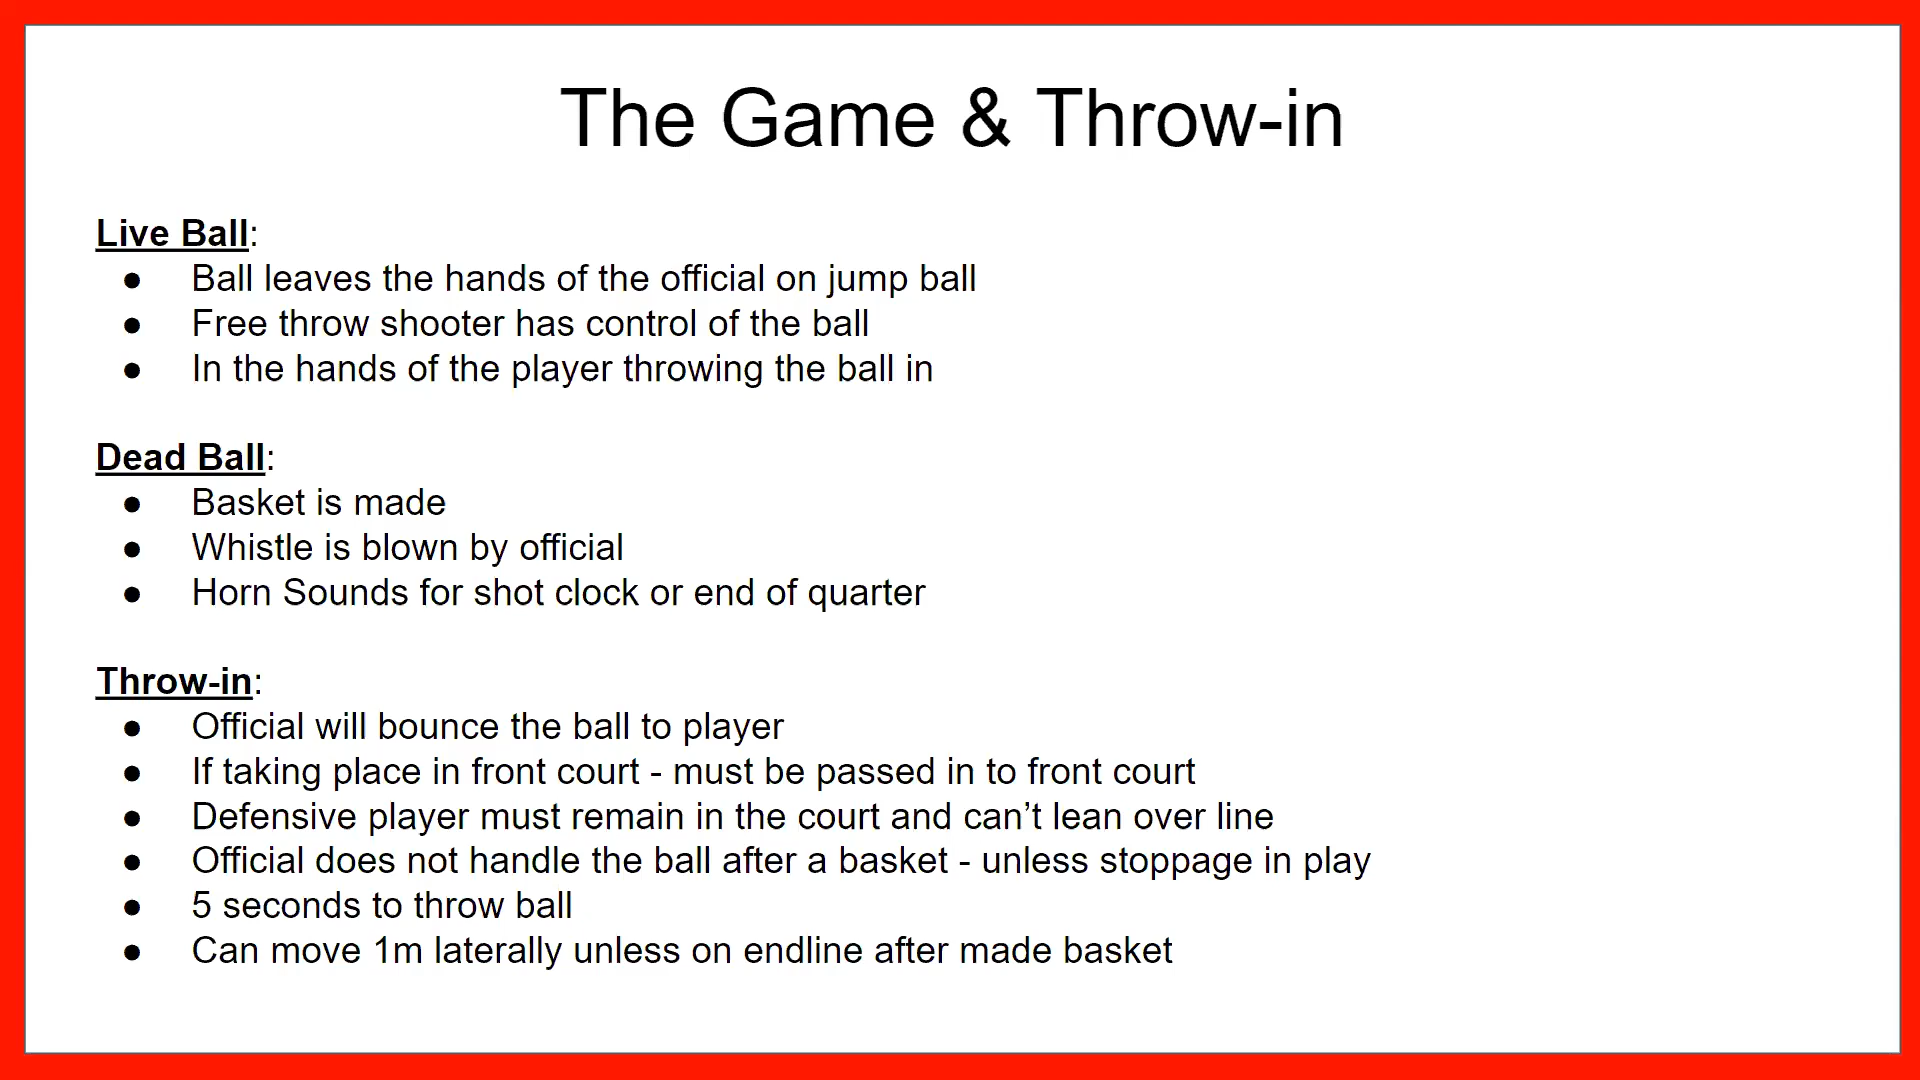 The Game & Throw-in
Live Ball:
● Ball leaves the hands of the official on jump ball
● Free throw shooter has control of the ball
● In the hands of the player throwing the ball in
Dead Ball:
● Basket is made
● Whistle is blown by official
● Horn Sounds for shot clock or end of quarter
Throw-in:
● Official will bounce the ball to player
● If taking place in front court - must be passed in to front court
● Defensive player must remain in the court and can’t lean over line
● Official does not handle the ball after a basket - unless stoppage in play
● 5 seconds to throw ball
● Can move 1m laterally unless on endline after made basket